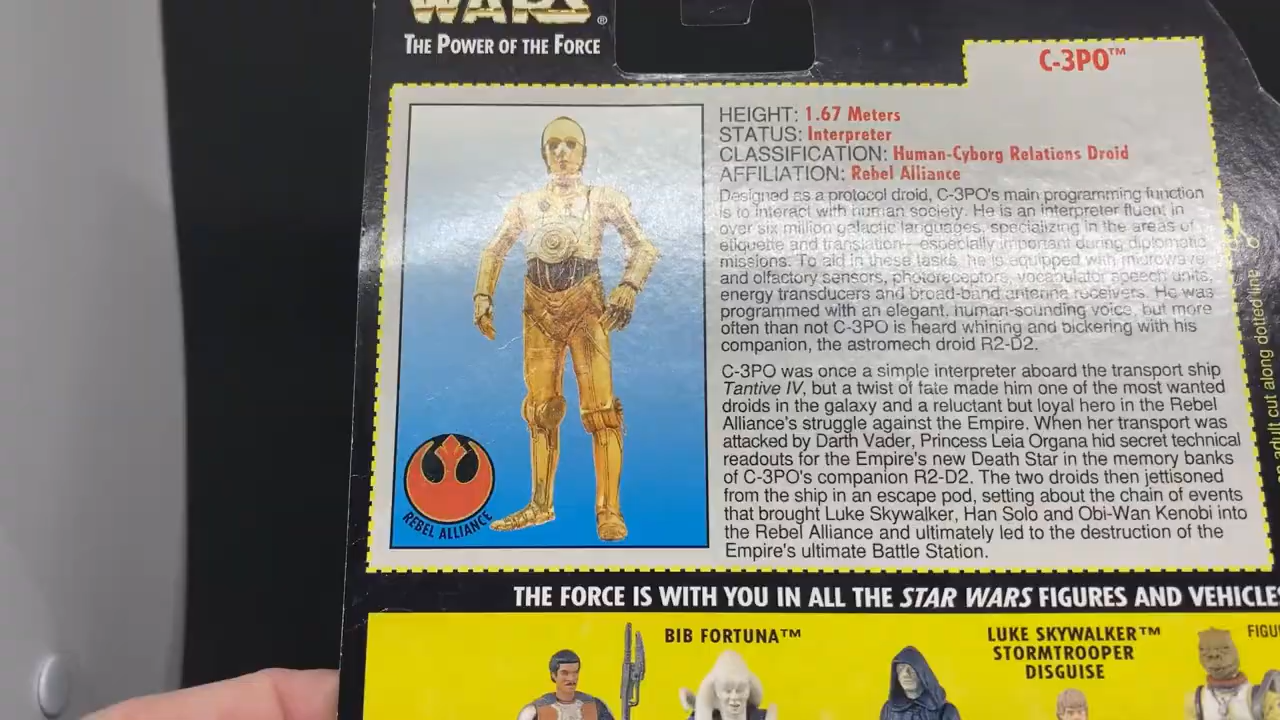 WARS®
THE POWER OF THE FORCE
C-3PO™
HEIGHT: 1.67 Meters
STATUS: Interpreter
CLASSIFICATION: Human-Cyborg Relations Droid
AFFILIATION: Rebel Alliance
Designed as a protocol droid, C-3PO's main programming function
is to interact with human society. He is an interpreter fluent in
over six million galactic languages, specializing in the areas of
etiquette and translation—especially important during diplomatic
missions. To aid in these tasks, he is equipped with microwave
and olfactory sensors, photoreceptors, vocabulator speech units,
energy transducers and broad-band antenna receivers. He was
programmed with an elegant, human-sounding voice, but more
often than not C-3PO is heard whining and bickering with his
companion, the astromech droid R2-D2.
C-3PO was once a simple interpreter aboard the transport ship
Tantive IV, but a twist of fate made him one of the most wanted
droids in the galaxy and a reluctant but loyal hero in the Rebel
Alliance's struggle against the Empire. When her transport was
attacked by Darth Vader, Princess Leia Organa hid secret technical
readouts for the Empire's new Death Star in the memory banks
of C-3PO's companion R2-D2. The two droids then jettisoned
from the ship in an escape pod, setting about the chain of events
that brought Luke Skywalker, Han Solo and Obi-Wan Kenobi into
the Rebel Alliance and ultimately led to the destruction of the
Empire's ultimate Battle Station.
REBEL ALLIANCE
adult cut along dotted line
THE FORCE IS WITH YOU IN ALL THE STAR WARS FIGURES AND VEHICLE
BIB FORTUNA™
LUKE SKYWALKER™
STORMTROOPER
DISGUISE
FIGU